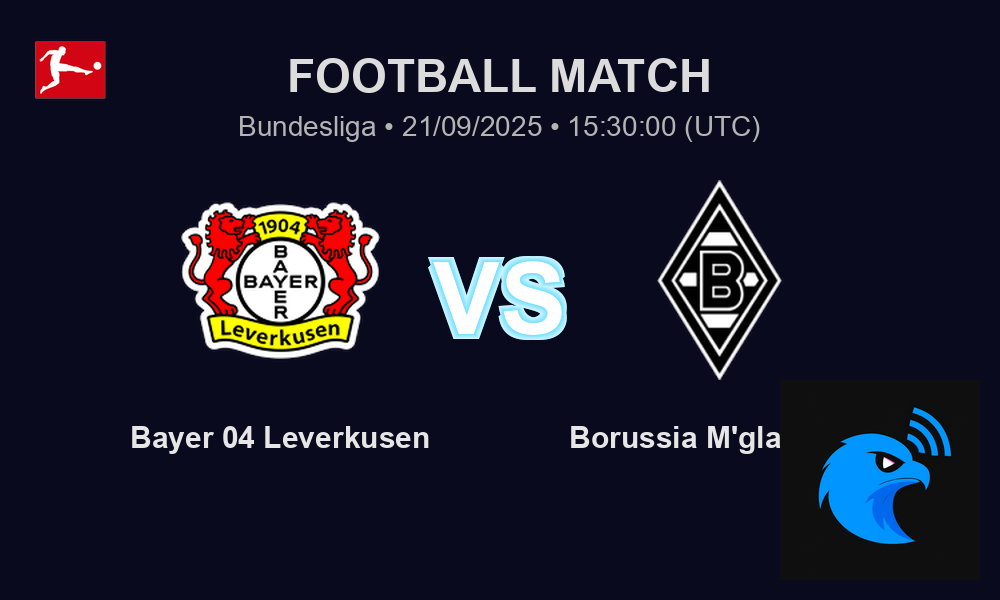 FOOTBALL MATCH
Bundesliga • 21/09/2025 • 15:30:00 (UTC)
1904
BAYER
BAYER
Leverkusen
B
VS
Bayer 04 Leverkusen
Borussia M'gla